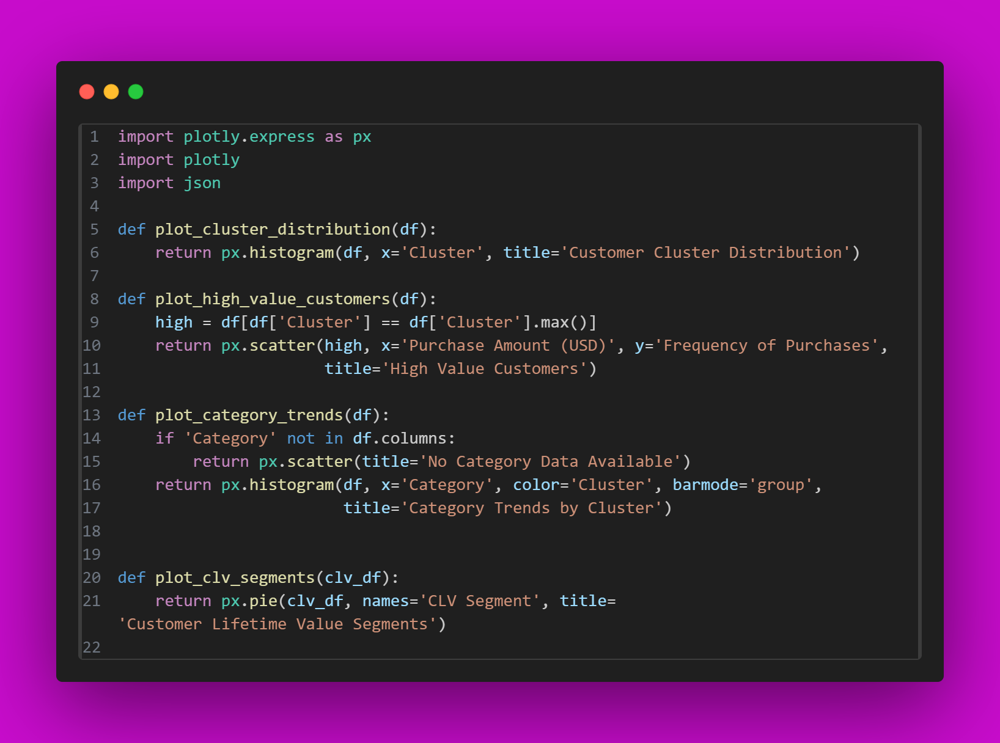 1 import plotly.express as px
2 import plotly
3 import json
4
5 def plot_cluster_distribution(df):
6     return px.histogram(df, x='Cluster', title='Customer Cluster Distribution')
7
8 def plot_high_value_customers(df):
9     high = df[df['Cluster'] == df['Cluster'].max()]
10     return px.scatter(high, x='Purchase Amount (USD)', y='Frequency of Purchases',
11                       title='High Value Customers')
12
13 def plot_category_trends(df):
14     if 'Category' not in df.columns:
15         return px.scatter(title='No Category Data Available')
16     return px.histogram(df, x='Category', color='Cluster', barmode='group',
17                         title='Category Trends by Cluster')
18
19
20 def plot_clv_segments(clv_df):
21     return px.pie(clv_df, names='CLV Segment', title=
'Customer Lifetime Value Segments')
22